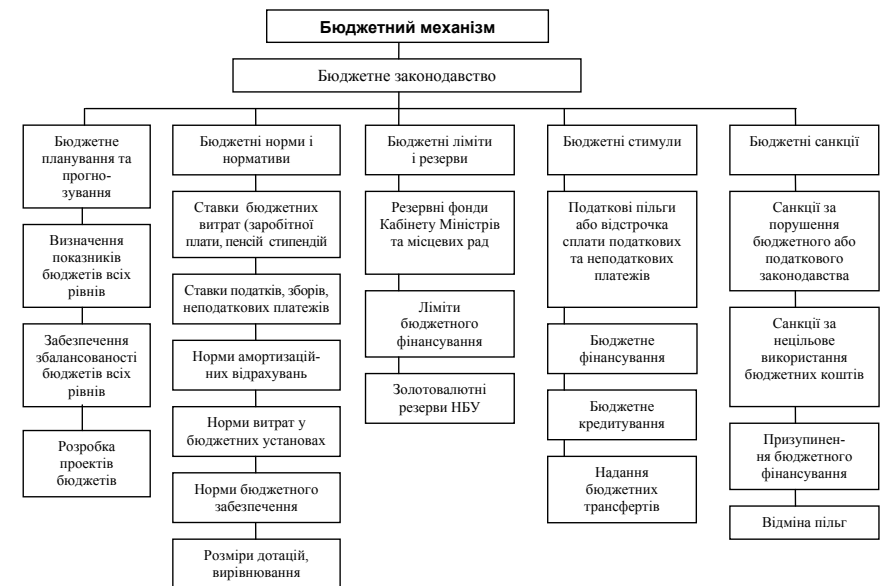 Бюджетний механізм
Бюджетне законодавство
Бюджетне
планування та
прогно-
зування
Визначення
показників
бюджетів всіх
рівнів
Забезпечення
збалансованості
бюджетів всіх
рівнів
Розробка
проектів
бюджетів
Бюджетні норми і
нормативи
Ставки бюджетних
витрат (заробітної
плати, пенсій стипендій
Ставки податків, зборів,
неподаткових платежів
Норми амортизацій-
них відрахувань
Норми витрат у
бюджетних установах
Норми бюджетного
забезпечення
Розміри дотацій,
вирівнювання
Бюджетні ліміти
і резерви
Резервні фонди
Кабінету Міністрів
та місцевих рад
Ліміти
бюджетного
фінансування
Золотовалютні
резерви НБУ
Бюджетні стимули
Податкові пільги
або відстрочка
сплати податкових
та неподаткових
платежів
Бюджетне
фінансування
Бюджетне
кредитування
Надання
бюджетних
трансфертів
Бюджетні санкції
Санкції за
порушення
бюджетного або
податкового
законодавства
Санкції за
нецільове
використання
бюджетних коштів
Призупинен-
ня бюджетного
фінансування
Відміна пільг